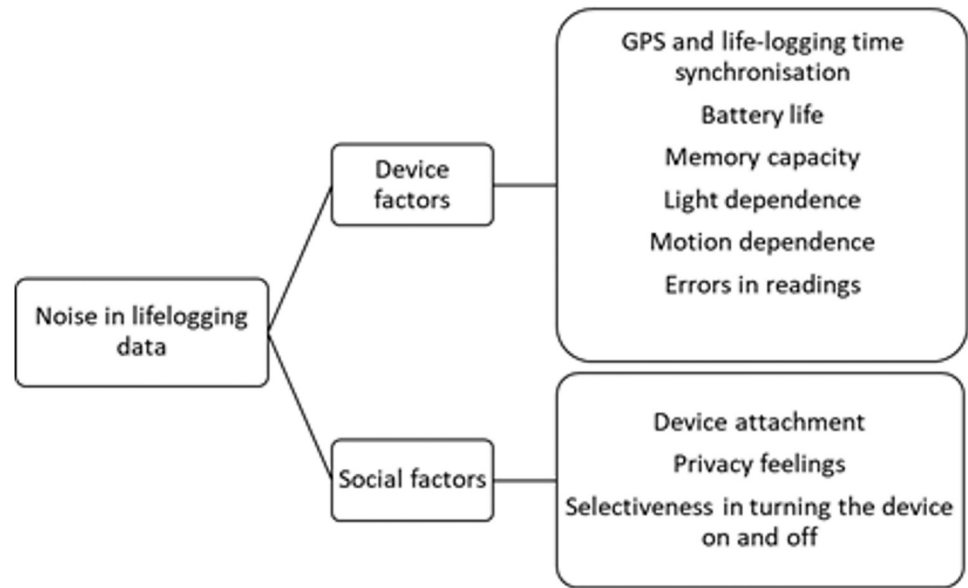 GPS and life-logging time
synchronisation
Battery life
Memory capacity
Light dependence
Motion dependence
Errors in readings
Device
factors
Noise in lifelogging
data
Social factors
Device attachment
Privacy feelings
Selectiveness in turning the device
on and off